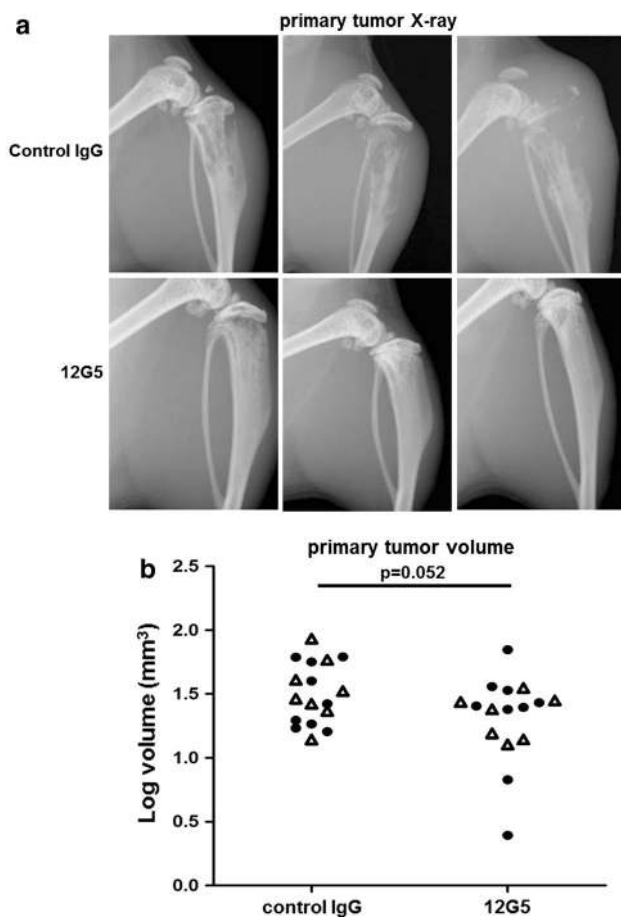 a
primary tumor X-ray
Control IgG
12G5
b
primary tumor volume
p=0.052
Log volume (mm³)
2.5
2.0
1.5
1.0
0.5
0.0
control IgG
12G5